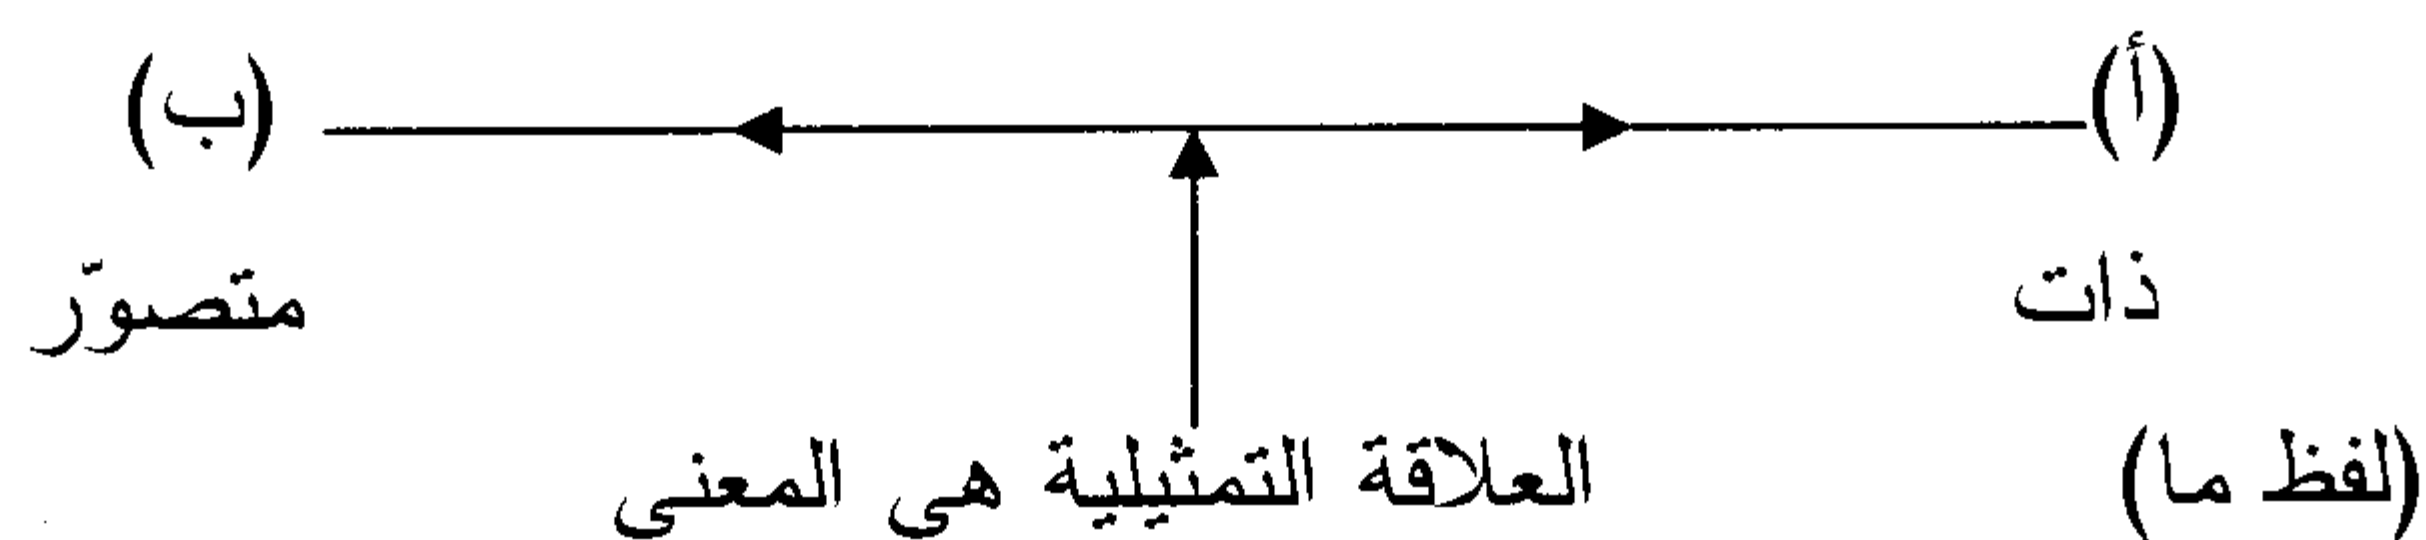 (أ) (ب)
ذات متصوّر
(لفظ ما) العلاقة التمثيلية هى المعنى